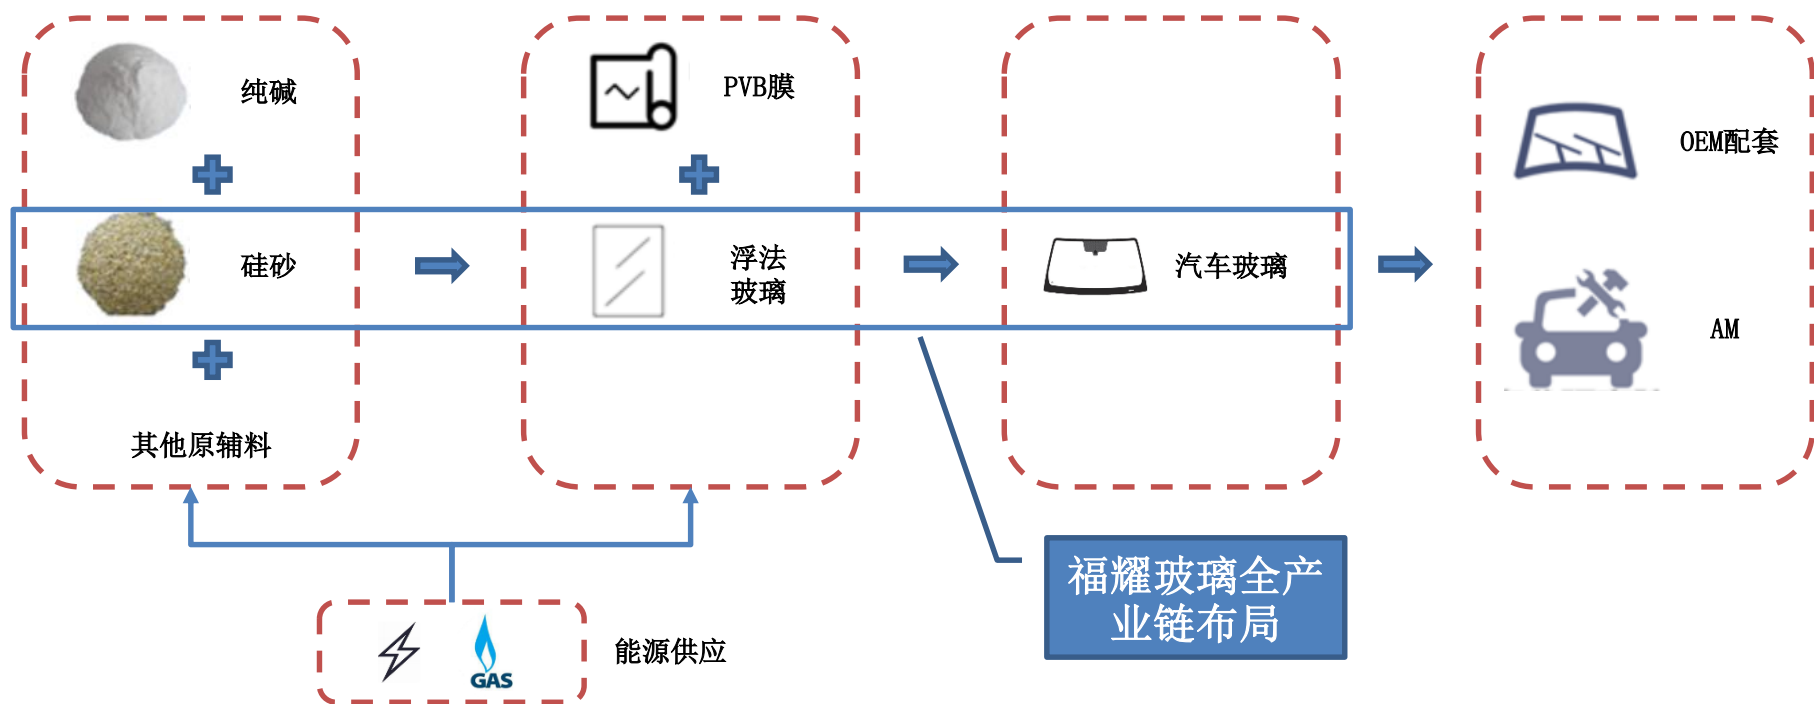 纯碱
硅砂
其他原辅料
PVB膜
浮法
玻璃
汽车玻璃
OEM配套
AM
GAS
能源供应
福耀玻璃全产
业链布局